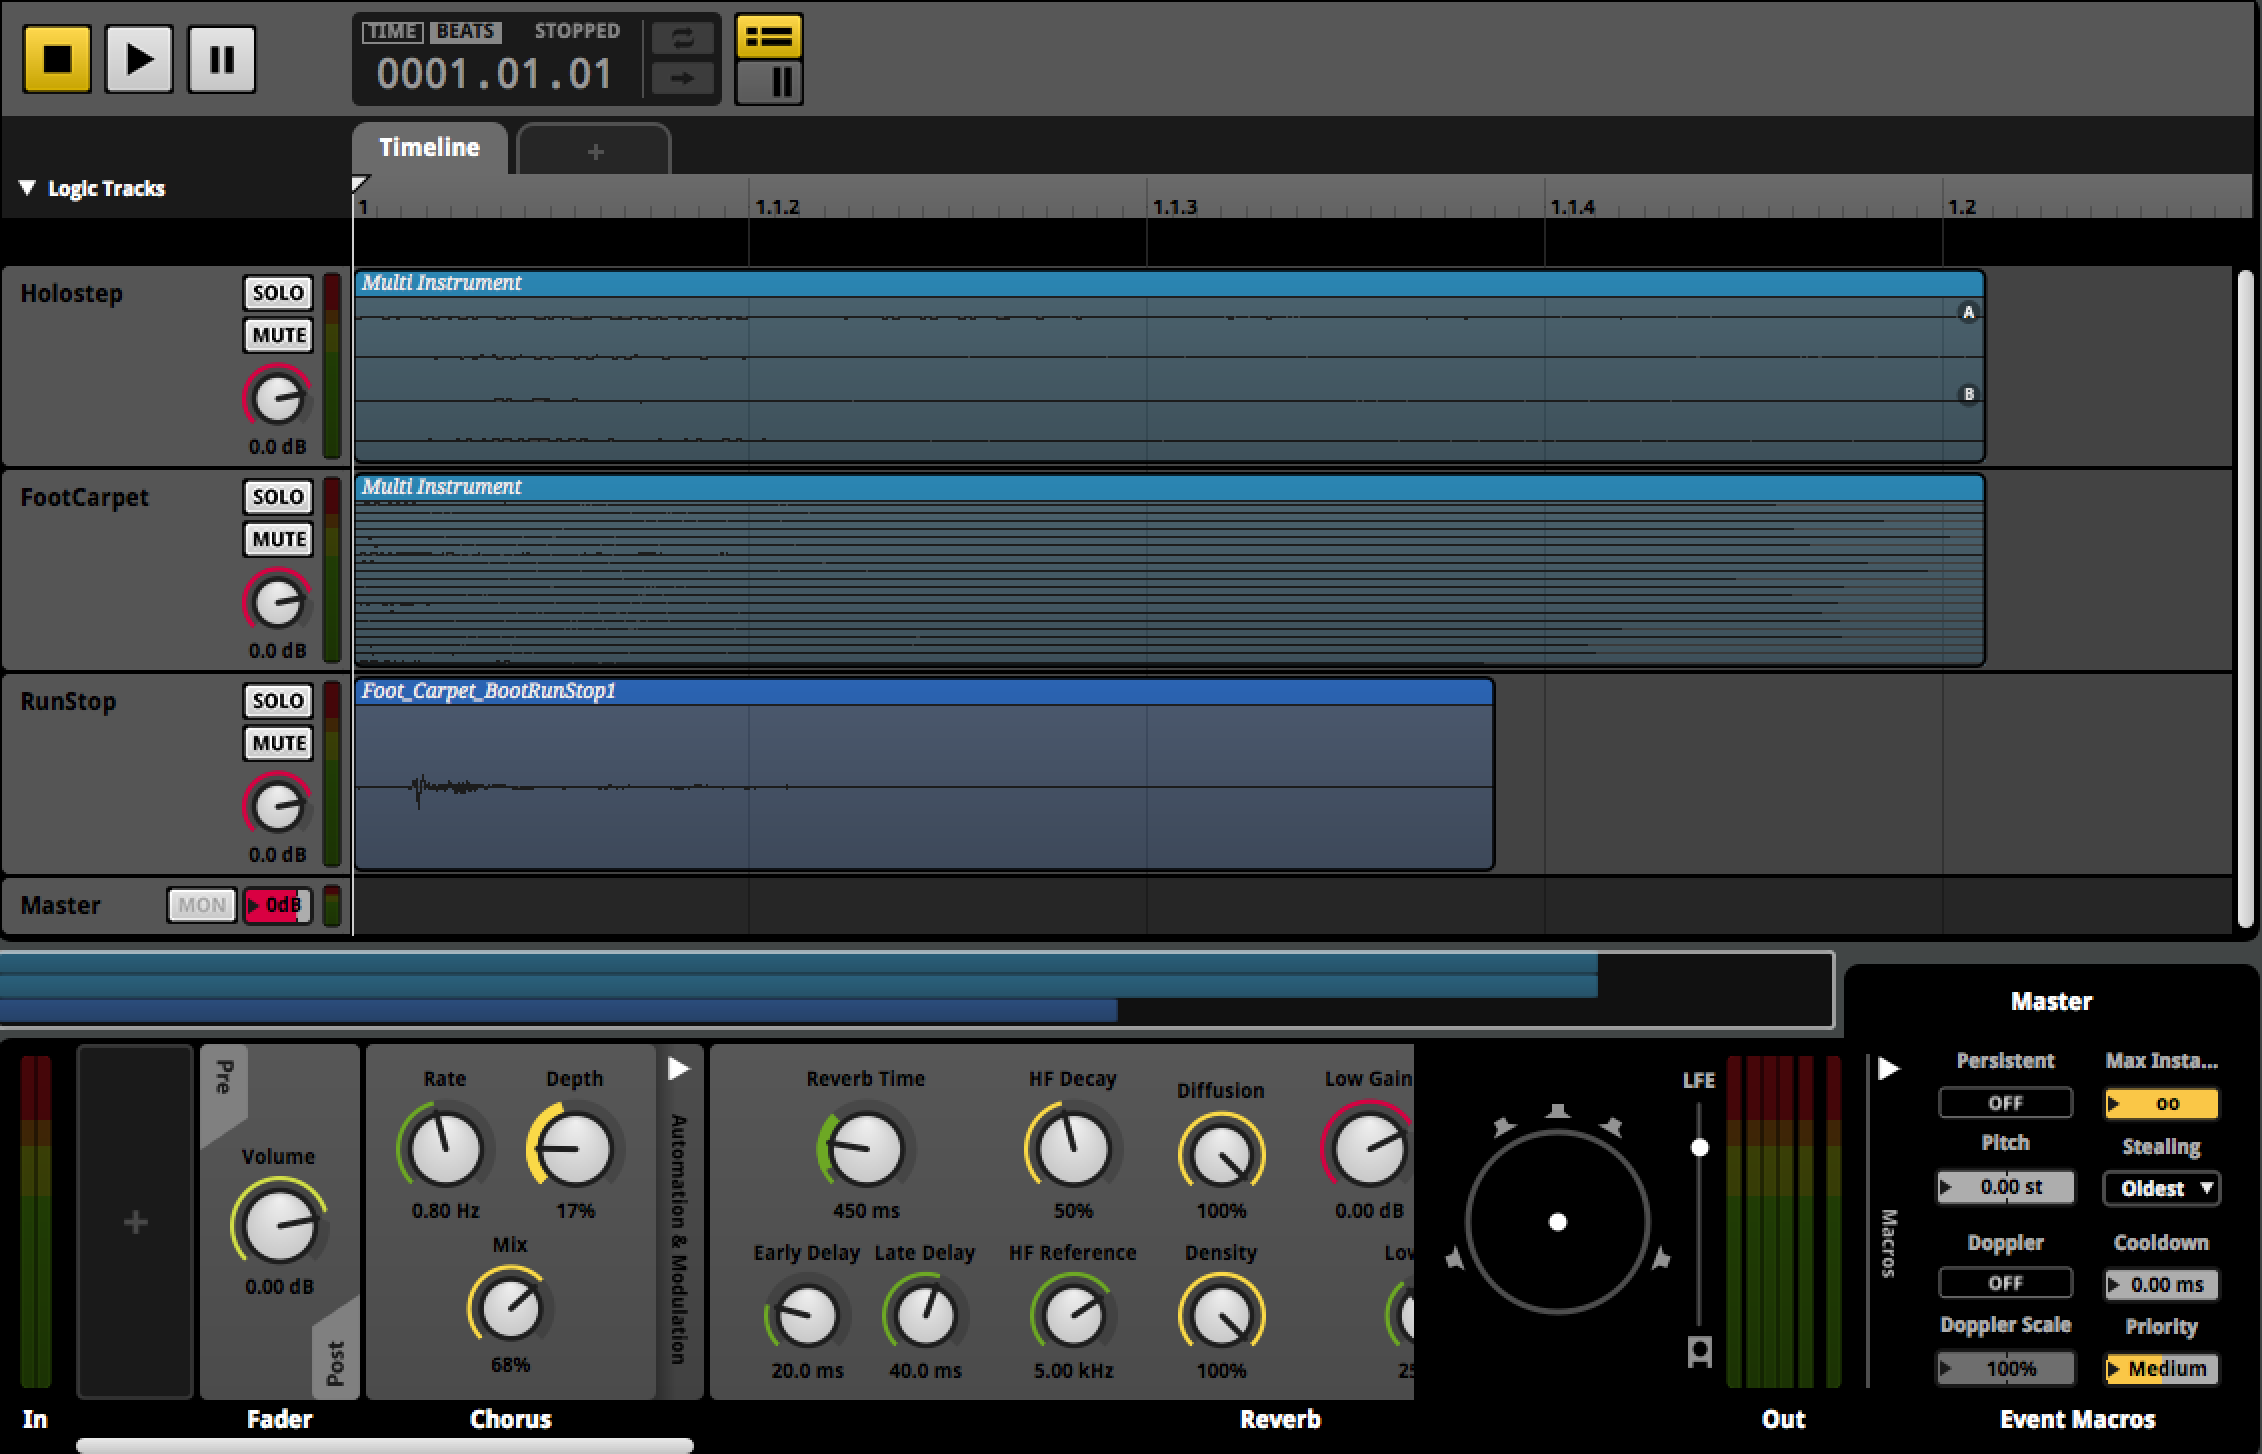 TIME BEATS STOPPED
0001.01.01
Timeline +
Logic Tracks
1 1.1.2 1.1.3 1.1.4 1.2
Holostep SOLO Multi Instrument
MUTE A
B
0.0 dB
FootCarpet SOLO Multi Instrument
MUTE
0.0 dB
RunStop SOLO Foot_Carpet_BootRunStop1
MUTE
0.0 dB
Master MON 0dB
Master
Pre
Volume
0.00 dB
Post
Rate Depth
0.80 Hz 17%
Mix
68%
Automation & Modulation
Reverb Time HF Decay Diffusion Low Gain
450 ms 50% 100% 0.00 dB
Early Delay Late Delay HF Reference Density Lov
20.0 ms 40.0 ms 5.00 kHz 100% 25
LFE
Macros
Persistent Max Insta...
OFF oo
Pitch Stealing
0.00 st Oldest
Doppler Cooldown
OFF 0.00 ms
Doppler Scale Priority
100% Medium
In Fader Chorus Reverb Out Event Macros